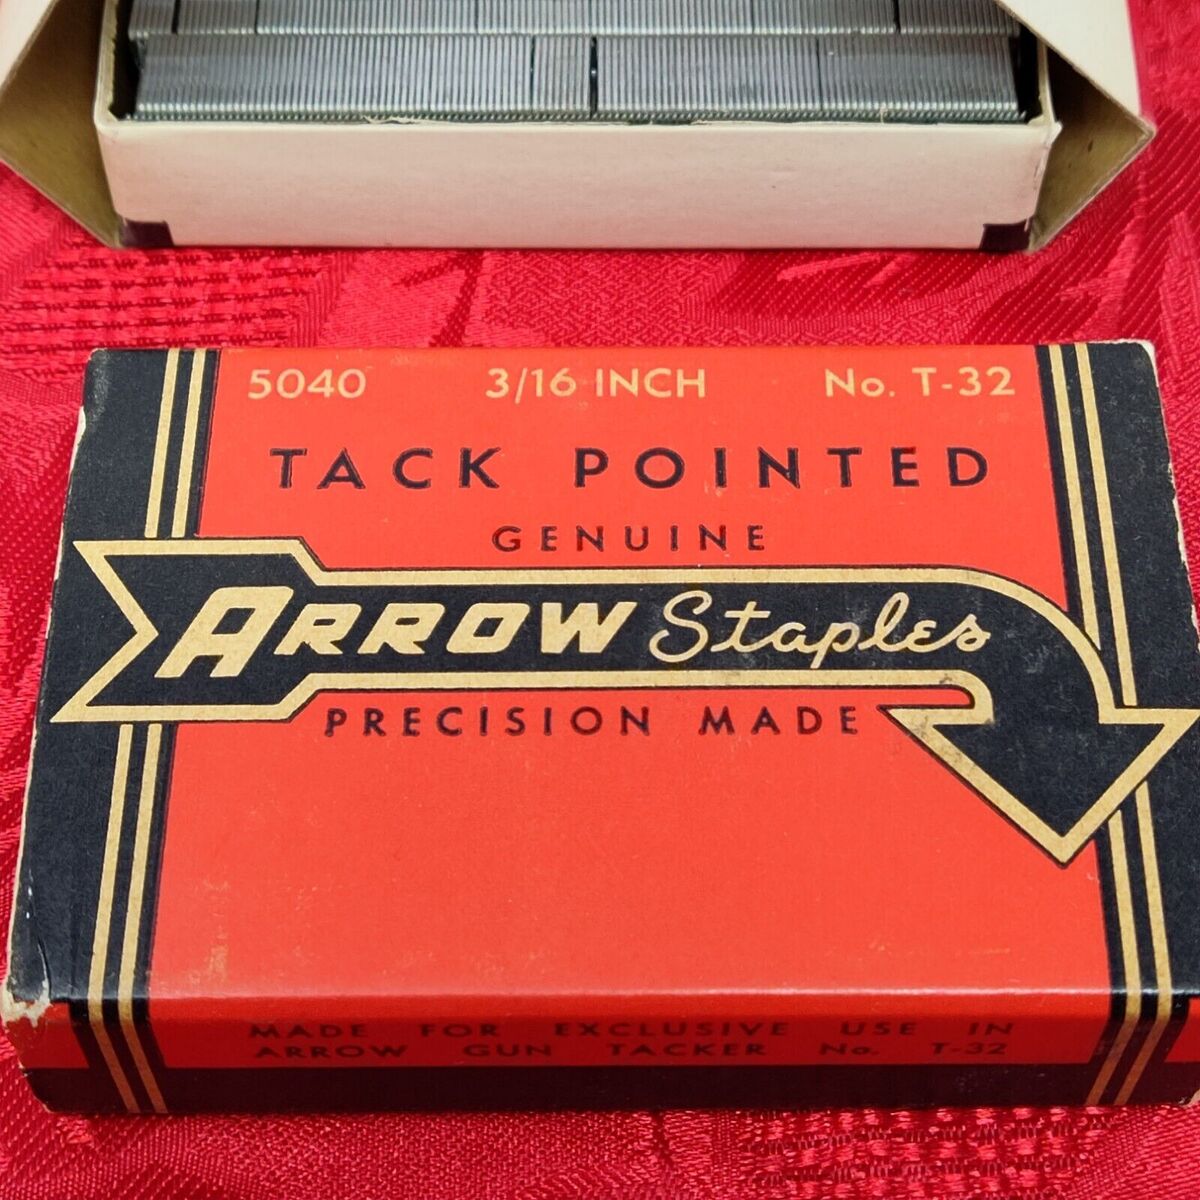 5040 3/16 INCH No. T-32
TACK POINTED
GENUINE
ARROW Staples
PRECISION MADE
MADE FOR EXCLUSIVE USE IN
ARROW GUN TACKER No. T-32